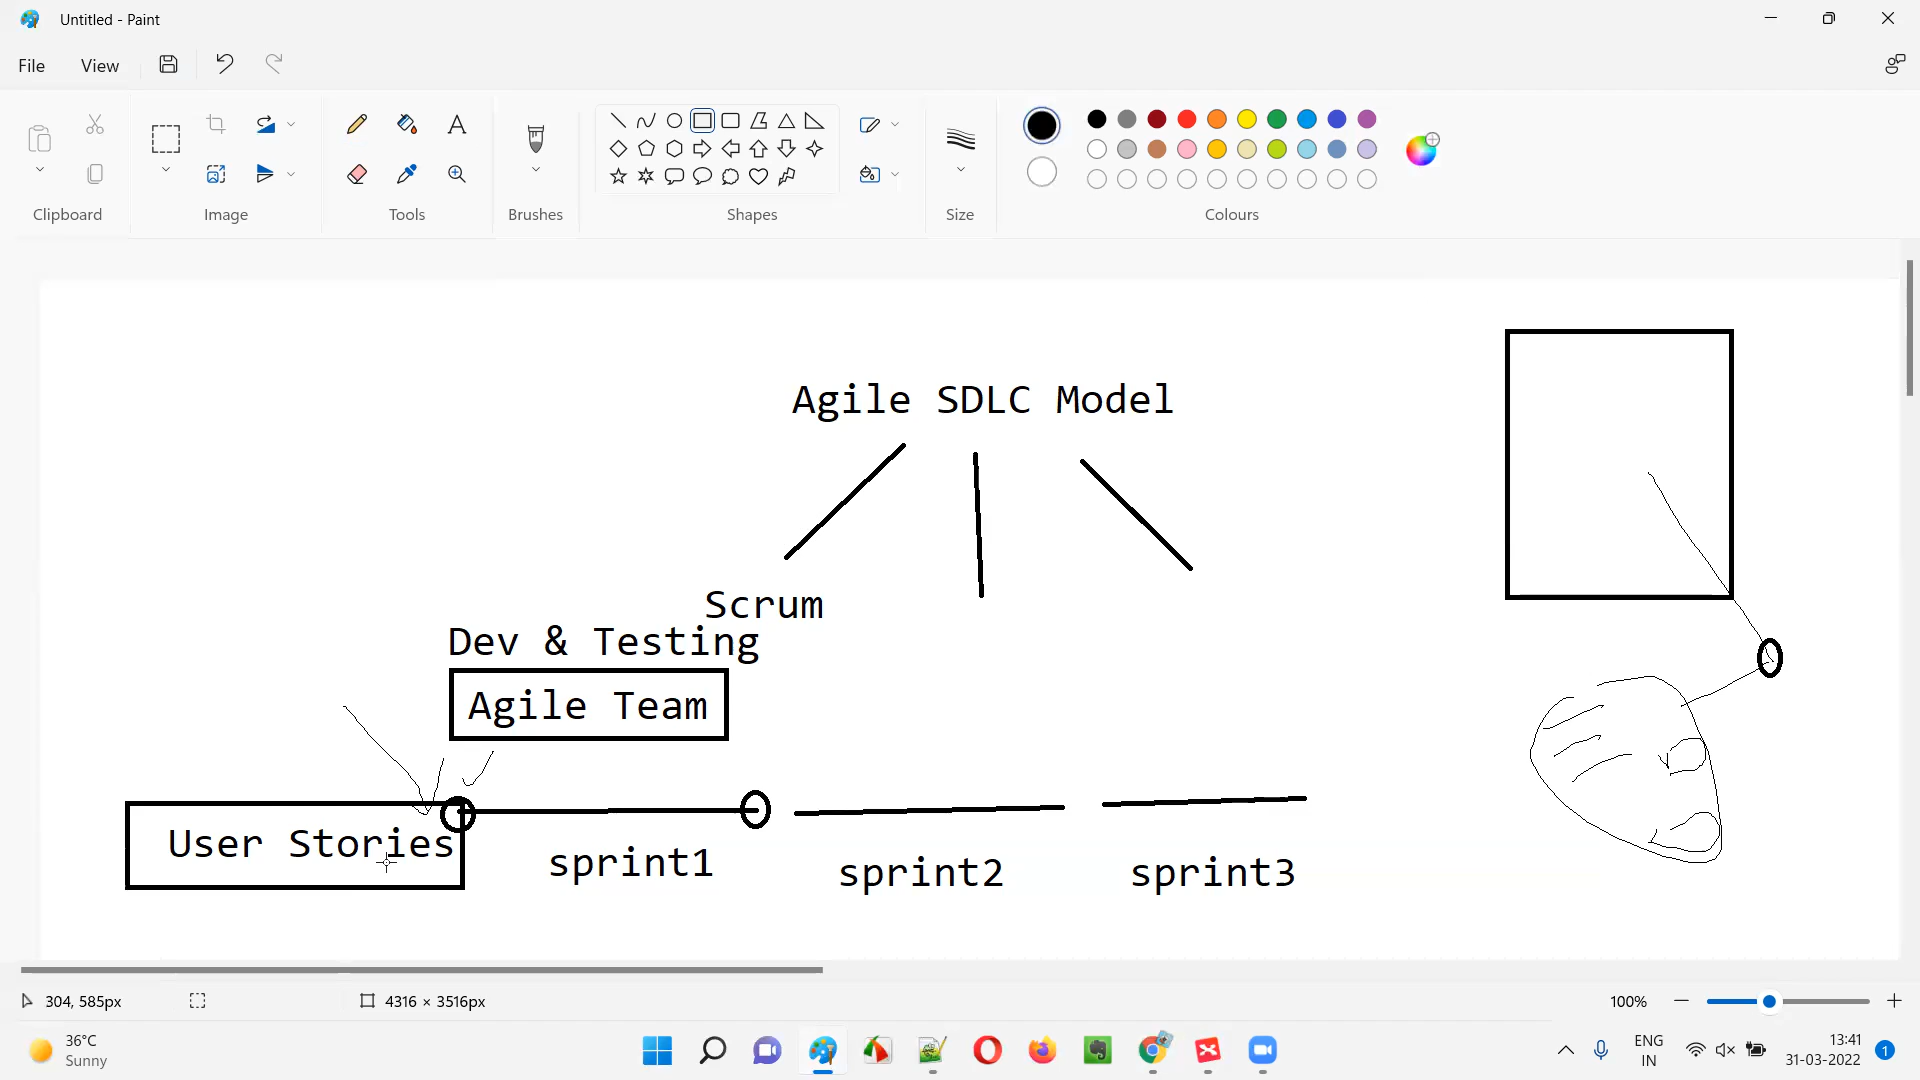 Untitled - Paint
File View
Clipboard Image Tools Brushes Shapes Size Colours
Agile SDLC Model
Scrum
Dev & Testing
Agile Team
User Stories
sprint1 sprint2 sprint3
304, 585px 4316 × 3516px 100%
36°C
Sunny
ENG
IN
13:41
31-03-2022
1